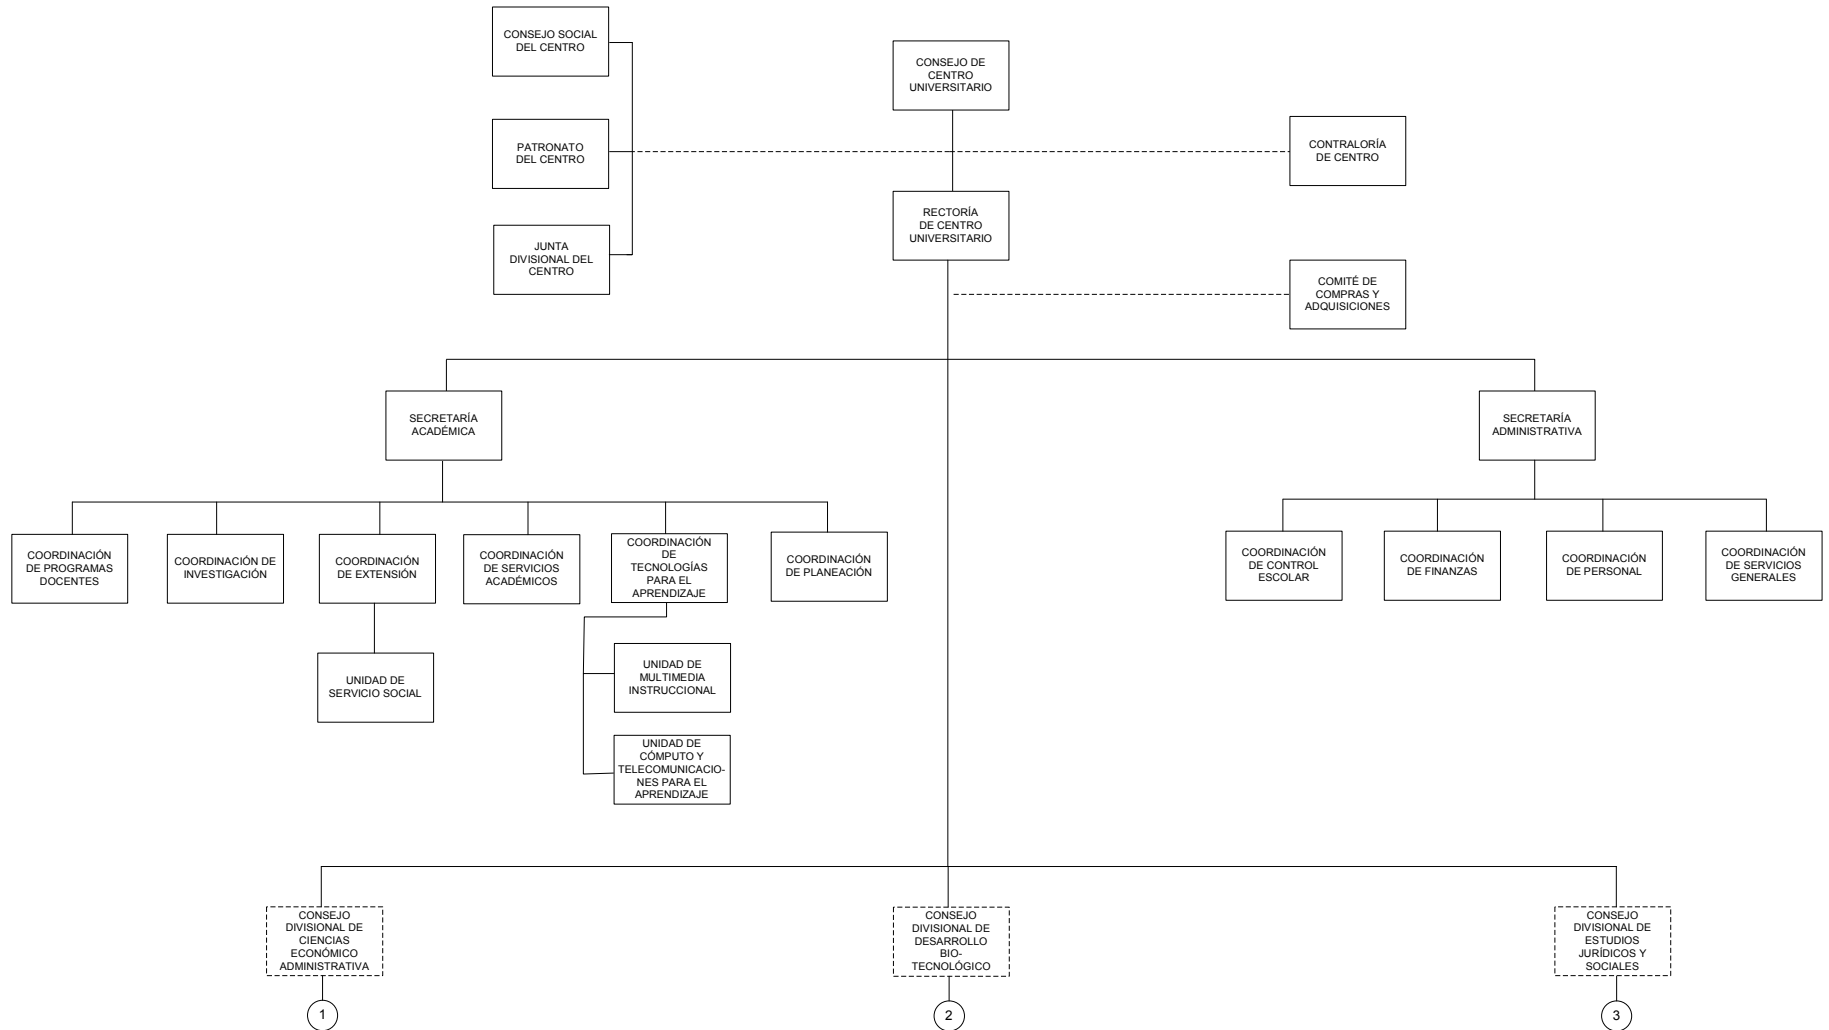 CONSEJO SOCIAL
DEL CENTRO
CONSEJO DE
CENTRO
UNIVERSITARIO
PATRONATO
DEL CENTRO
CONTRALORÍA
DE CENTRO
RECTORÍA
DE CENTRO
UNIVERSITARIO
JUNTA
DIVISIONAL DEL
CENTRO
COMITÉ DE
COMPRAS Y
ADQUISICIONES
SECRETARÍA
ACADÉMICA
SECRETARÍA
ADMINISTRATIVA
COORDINACIÓN
DE PROGRAMAS
DOCENTES
COORDINACIÓN DE
INVESTIGACIÓN
COORDINACIÓN
DE EXTENSIÓN
COORDINACIÓN
DE SERVICIOS
ACADÉMICOS
COORDINACIÓN
DE
TECNOLOGÍAS
PARA EL
APRENDIZAJE
COORDINACIÓN
DE PLANEACIÓN
COORDINACIÓN
DE CONTROL
ESCOLAR
COORDINACIÓN
DE FINANZAS
COORDINACIÓN
DE PERSONAL
COORDINACIÓN
DE SERVICIOS
GENERALES
UNIDAD DE
SERVICIO SOCIAL
UNIDAD DE
MULTIMEDIA
INSTRUCCIONAL
UNIDAD DE
CÓMPUTO Y
TELECOMUNICACIO-
NES PARA EL
APRENDIZAJE
CONSEJO
DIVISIONAL DE
CIENCIAS
ECONÓMICO
ADMINISTRATIVA
CONSEJO
DIVISIONAL DE
DESARROLLO
BIO-
TECNOLÓGICO
CONSEJO
DIVISIONAL DE
ESTUDIOS
JURÍDICOS Y
SOCIALES
1
2
3